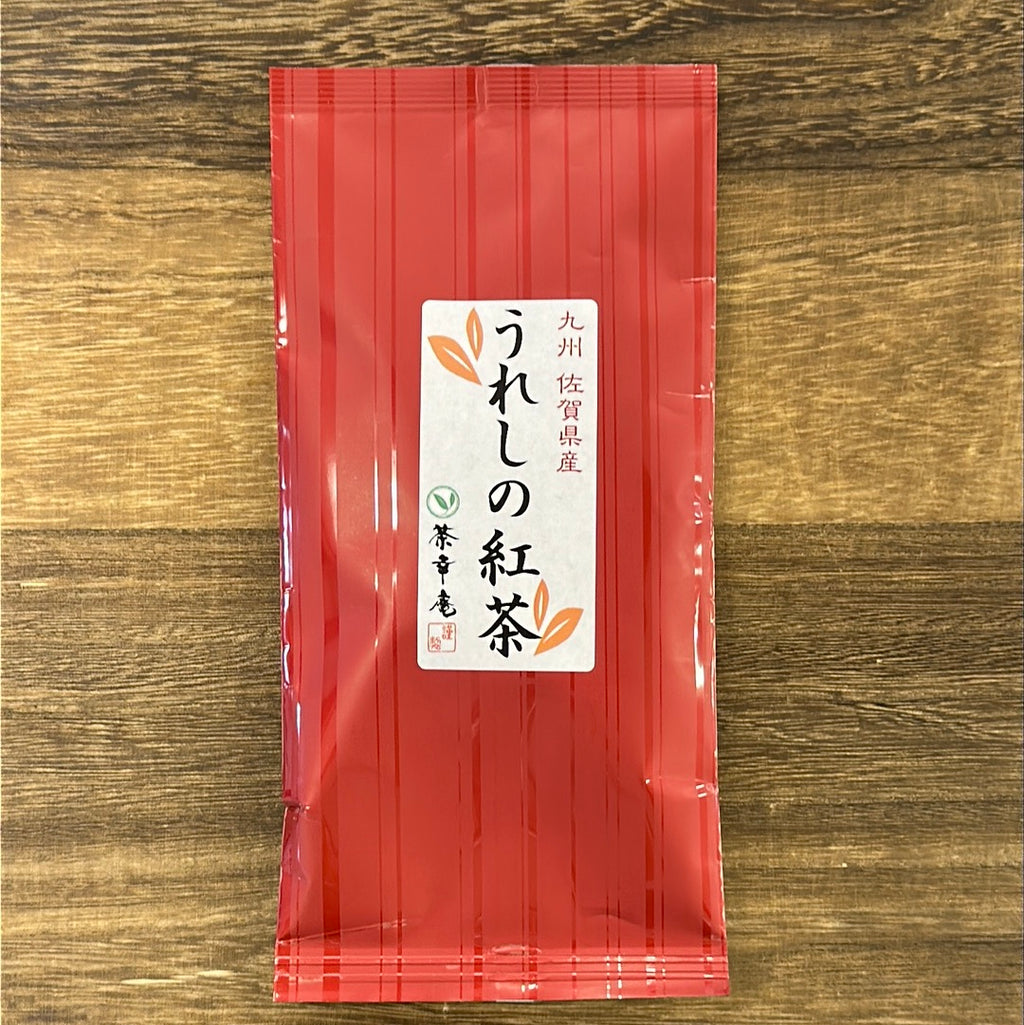 九州 佐賀県産
うれしの紅茶
茶幸庵